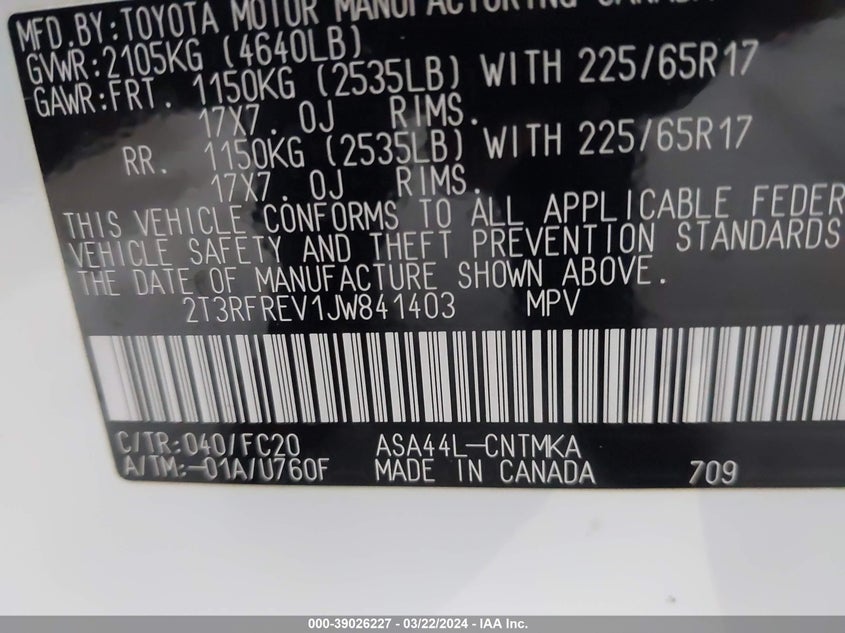 MFD.BY:TOYOTA MOTOR MANUFACTURING CANADA
GVWR:2105KG (4640LB)
GAWR:FRT. 1150KG (2535LB) WITH 225/65R17
17X7.0J RIMS.
RR. 1150KG (2535LB) WITH 225/65R17
17X7.0J RIMS.
THIS VEHICLE CONFORMS TO ALL APPLICABLE FEDER
VEHICLE SAFETY AND THEFT PREVENTION STANDARDS
THE DATE OF MANUFACTURE SHOWN ABOVE.
2T3RFREV1JW841403 MPV
C/TR:040/FC20 ASA44L-CNTMKA
A/TM:-01A/U760F MADE IN CANADA 709
000-39026227 - 03/22/2024 - IAA Inc.